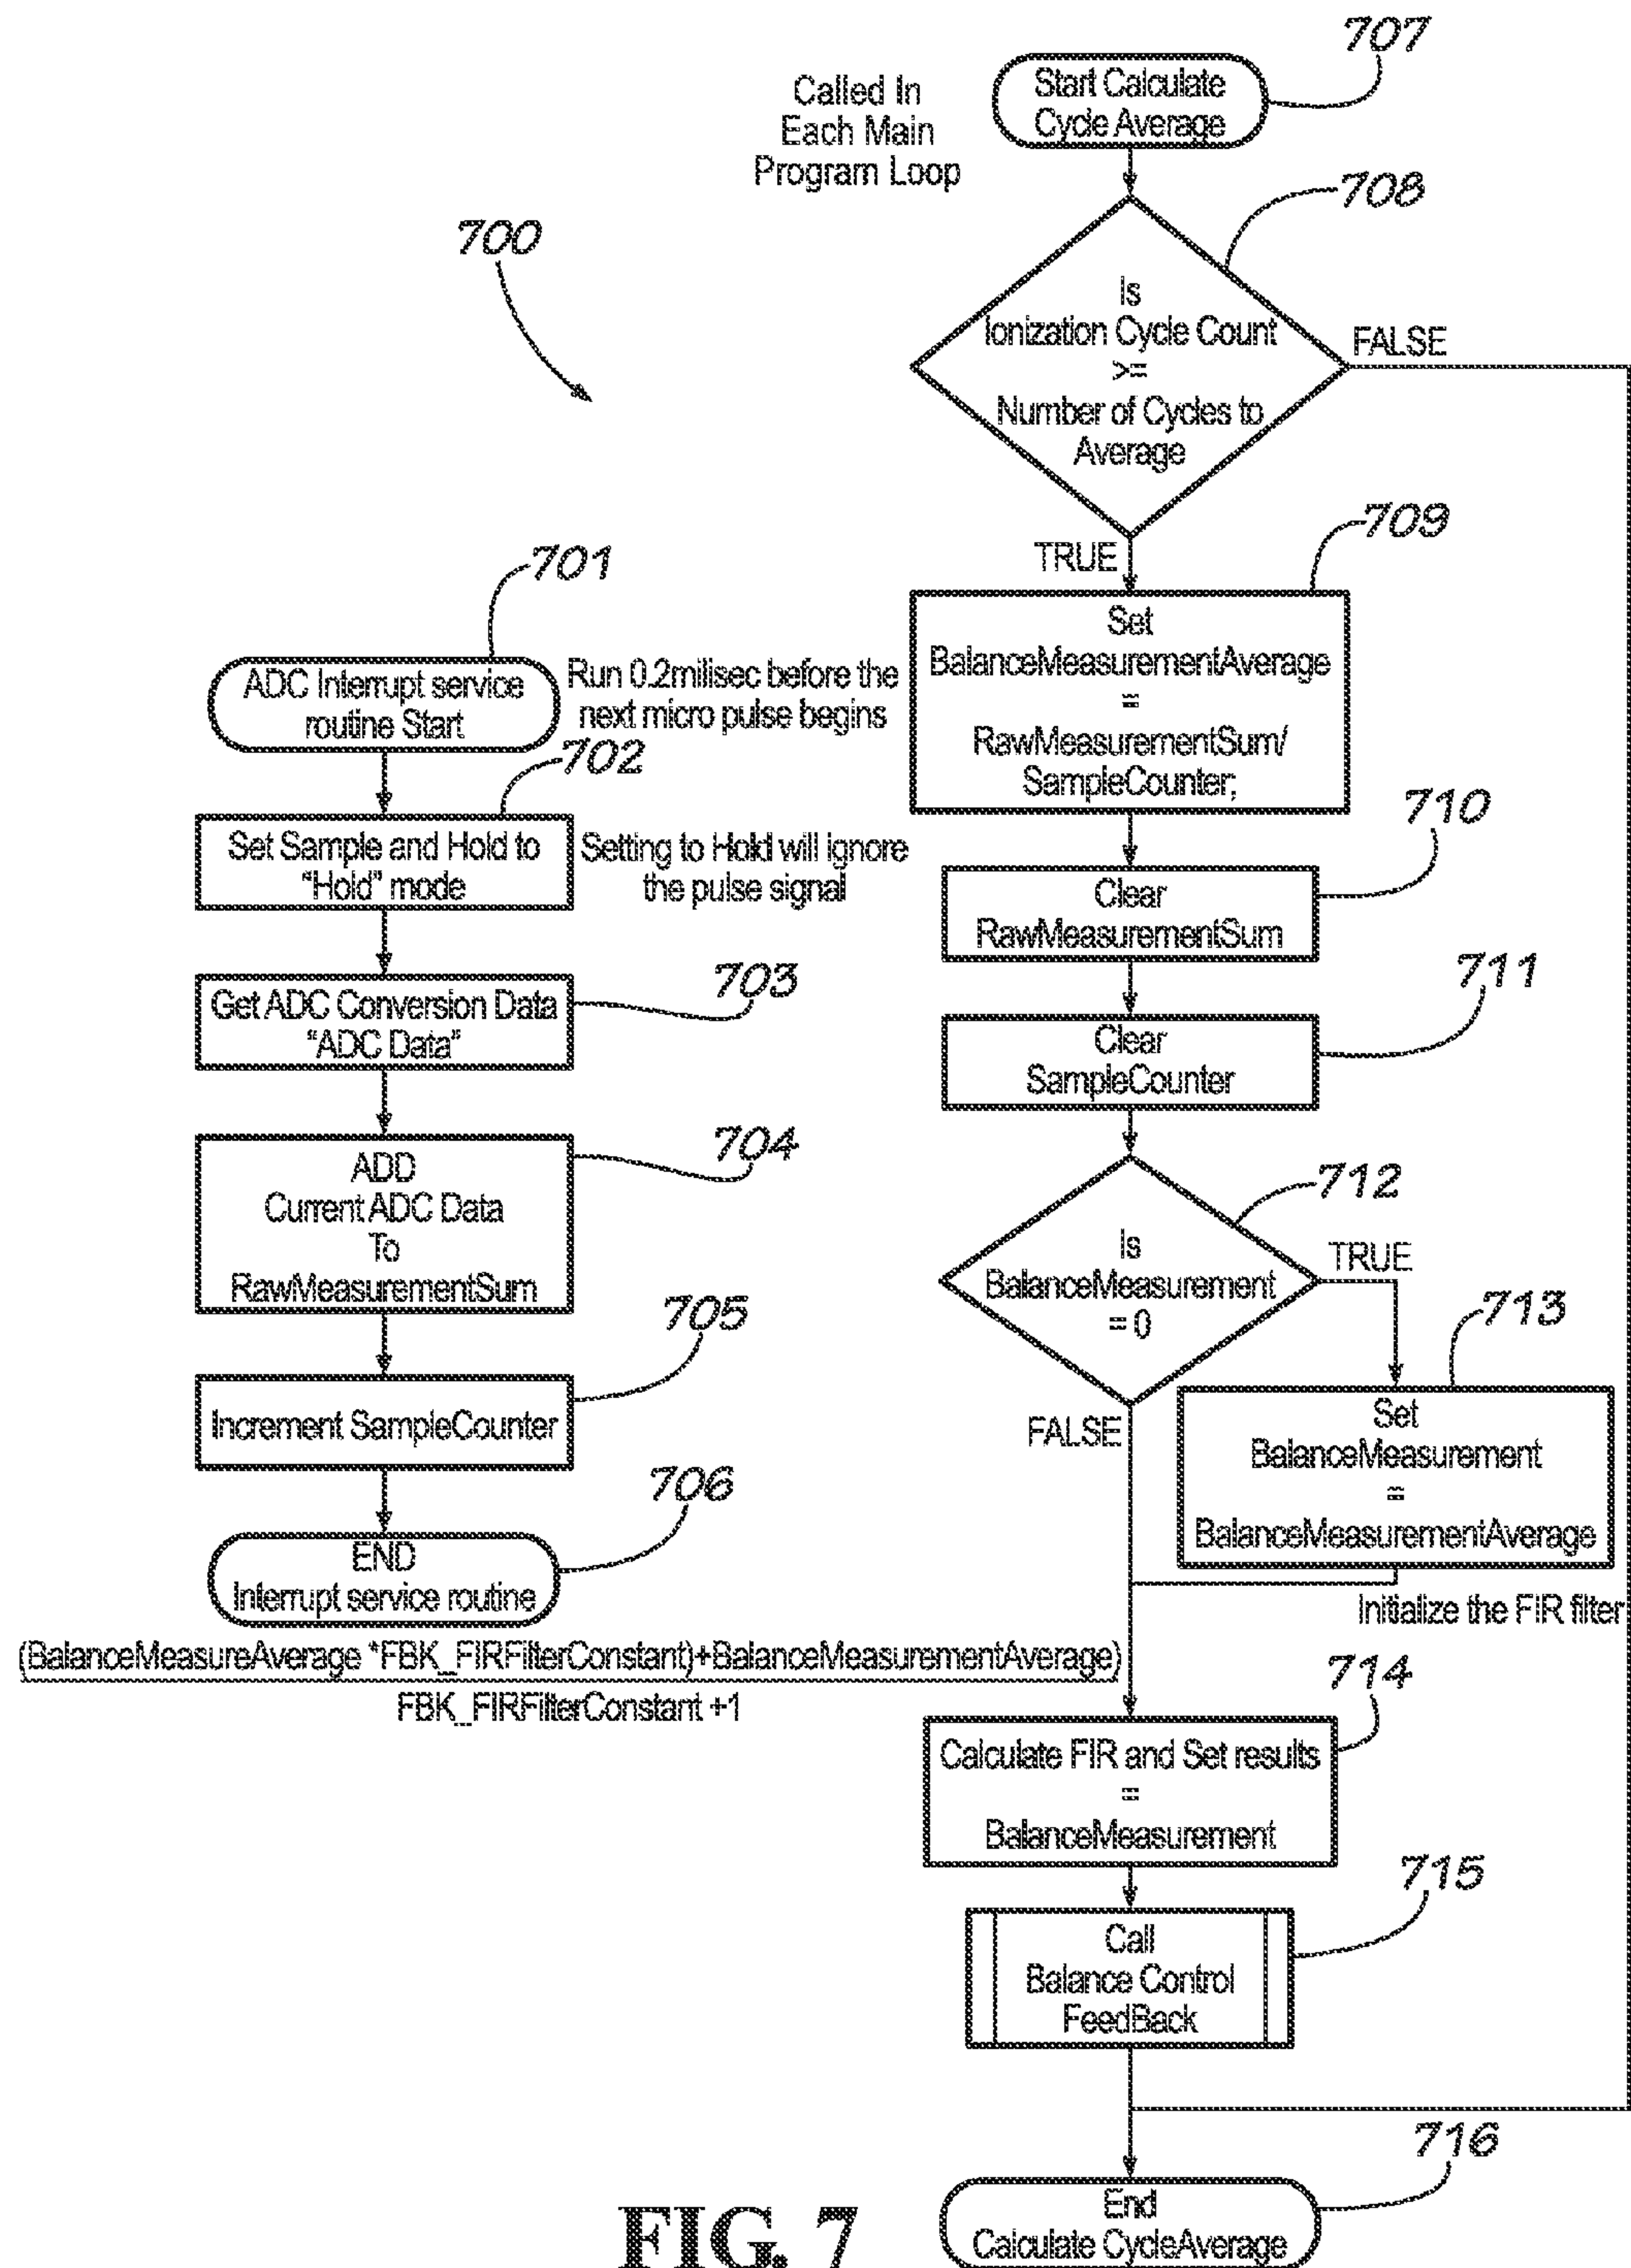 700
701
ADC Interrupt service
routine Start
Run 0.2milisec before the
next micro pulse begins
702
Set Sample and Hold to
"Hold" mode
Setting to Hold will ignore
the pulse signal
703
Get ADC Conversion Data
"ADC Data"
704
ADD
Current ADC Data
To
RawMeasurementSum
705
Increment SampleCounter
706
END
Interrupt service routine
(BalanceMeasureAverage *FBK_FIRFilterConstant)+BalanceMeasurementAverage)
FBK_FIRFilterConstant +1
Called In
Each Main
Program Loop
707
Start Calculate
Cycle Average
708
Is
Ionization Cycle Count
>=
Number of Cycles to
Average
FALSE
TRUE
709
Set
BalanceMeasurementAverage
=
RawMeasurementSum/
SampleCounter;
710
Clear
RawMeasurementSum
711
Clear
SampleCounter
712
Is
BalanceMeasurement
= 0
TRUE
FALSE
713
Set
BalanceMeasurement
=
BalanceMeasurementAverage
Initialize the FIR filter
714
Calculate FIR and Set results
=
BalanceMeasurement
715
Call
Balance Control
FeedBack
716
End
Calculate CycleAverage
FIG. 7